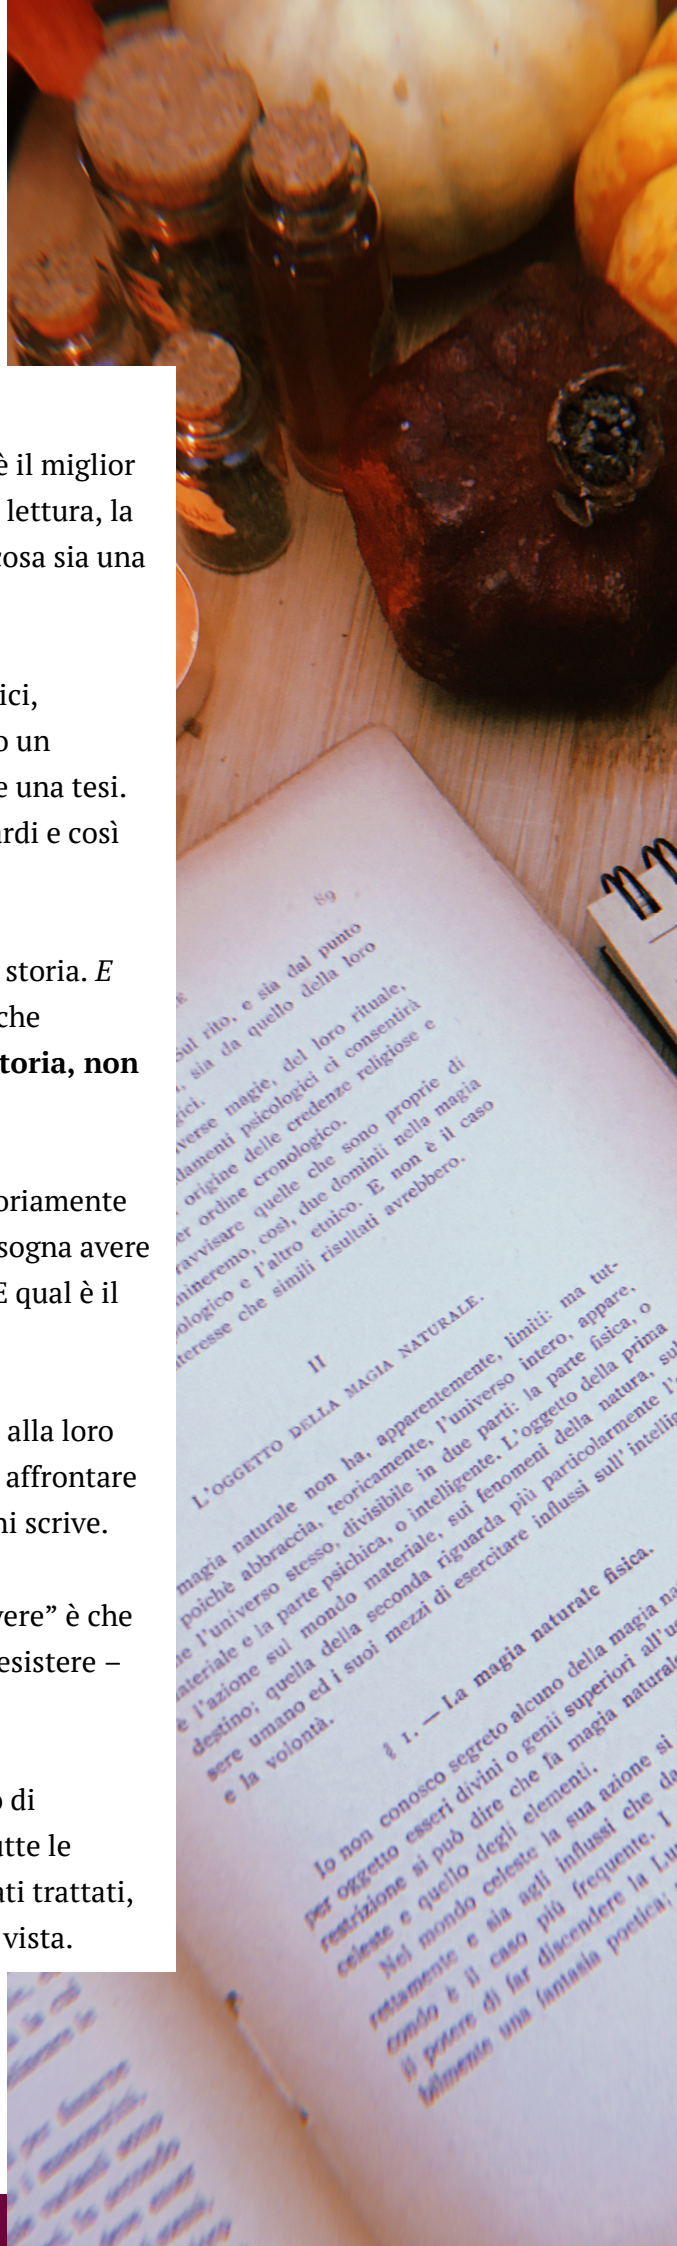 è il miglior
lettura, la
cosa sia una
ici,
o un
e una tesi.
ardi e così
storia. E
che
toria, non
oriamente
sogna avere
E qual è il
alla loro
affrontare
ni scrive.
vere” è che
esistere –
o di
utte le
ati trattati,
vista.
89
sul rito, e sia dal punto
, sia da quello della loro
ici.
verse magie, del loro rituale,
damenti psicologici ci consentirà
origine delle credenze religiose e
er ordine cronologico.
ravvisare quelle che sono proprie di
mineremo, così, due dominii nella magia
ologico e l'altro etnico. E non è il caso
nteresse che simili risultati avrebbero.
II
L'OGGETTO DELLA MAGIA NATURALE.
magia naturale non ha, apparentemente, limiti: ma tut-
poichè abbraccia, teoricamente, l'universo intero, appare,
e l'universo stesso, divisibile in due parti: la parte fisica, o
ateriale e la parte psichica, o intelligente. L'oggetto della prima
è l'azione sul mondo materiale, sui fenomeni della natura, sul
destino; quella della seconda riguarda più particolarmente l'
sere umano ed i suoi mezzi di esercitare influssi sull'intellig
e la volontà.
§ 1. — La magia naturale fisica.
Io non conosco segreto alcuno della magia na
per oggetto esseri divini o genii superiori all'u
restrizione si può dire che la magia naturale
celeste e quello degli elementi.
Nel mondo celeste la sua azione si
rettamente e sia agli influssi che da
condo è il caso più frequente. I
il potere di far discendere la Lu
bilmente una fantasia poetica;